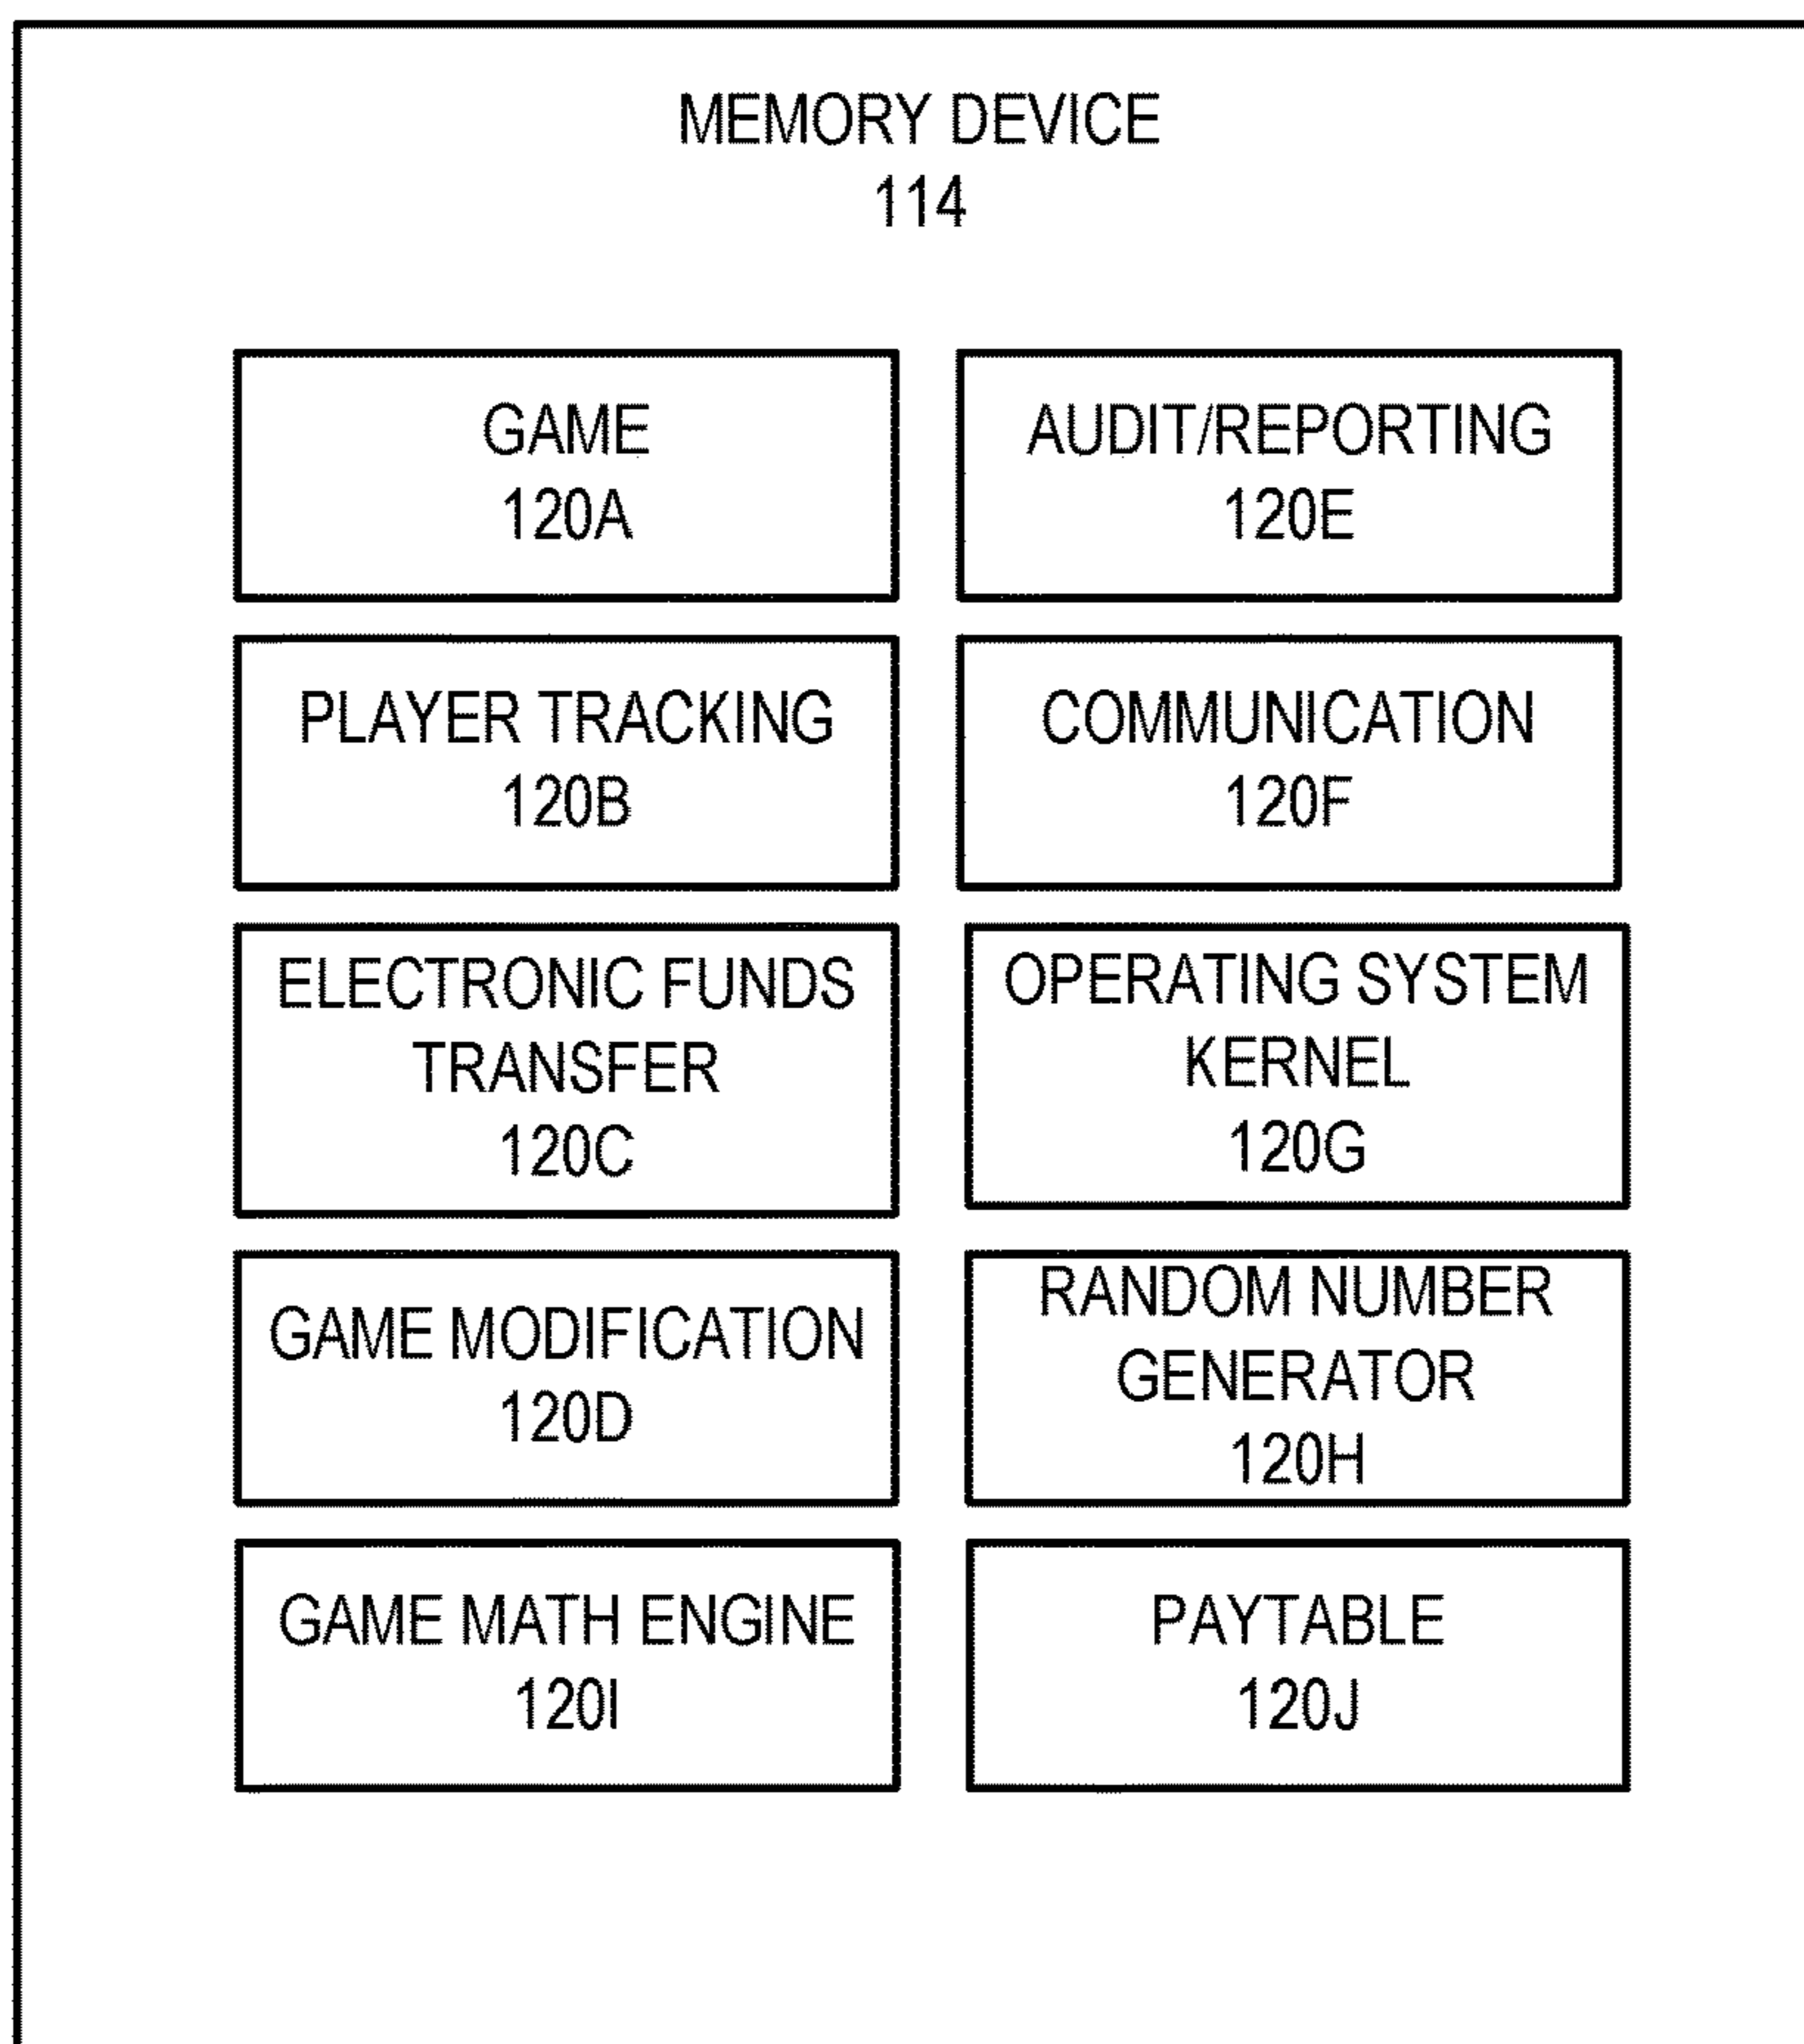 MEMORY DEVICE
114
GAME
120A
AUDIT/REPORTING
120E
PLAYER TRACKING
120B
COMMUNICATION
120F
ELECTRONIC FUNDS
TRANSFER
120C
OPERATING SYSTEM
KERNEL
120G
GAME MODIFICATION
120D
RANDOM NUMBER
GENERATOR
120H
GAME MATH ENGINE
120I
PAYTABLE
120J